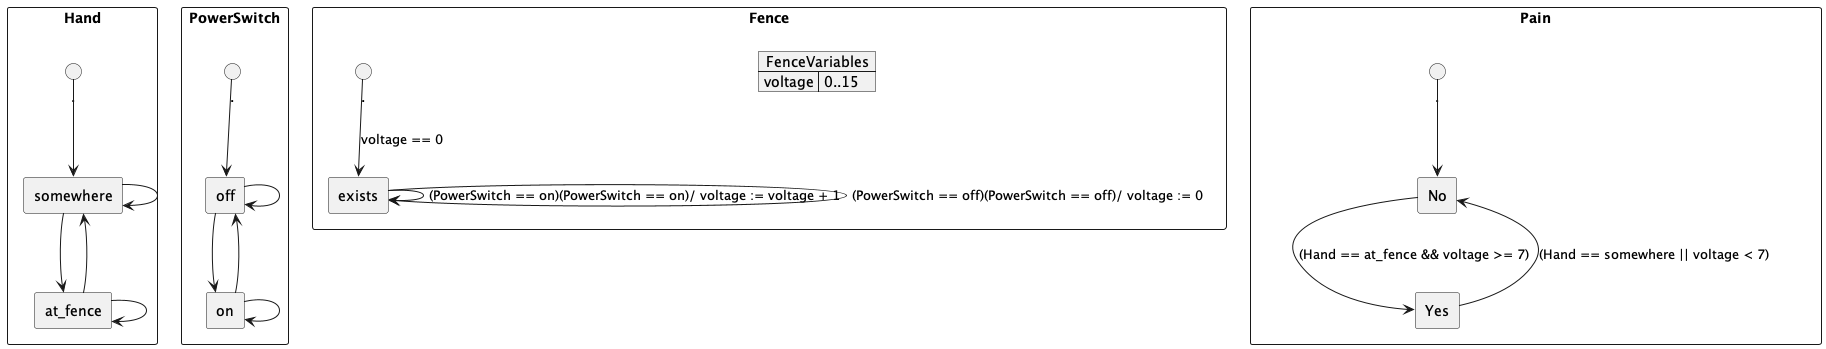 Hand
somewhere
at_fence
PowerSwitch
off
on
Fence
FenceVariables
voltage 0..15
voltage == 0
exists
(PowerSwitch == on)(PowerSwitch == on)/ voltage := voltage + 1
(PowerSwitch == off)(PowerSwitch == off)/ voltage := 0
Pain
No
(Hand == at_fence && voltage >= 7)
(Hand == somewhere || voltage < 7)
Yes